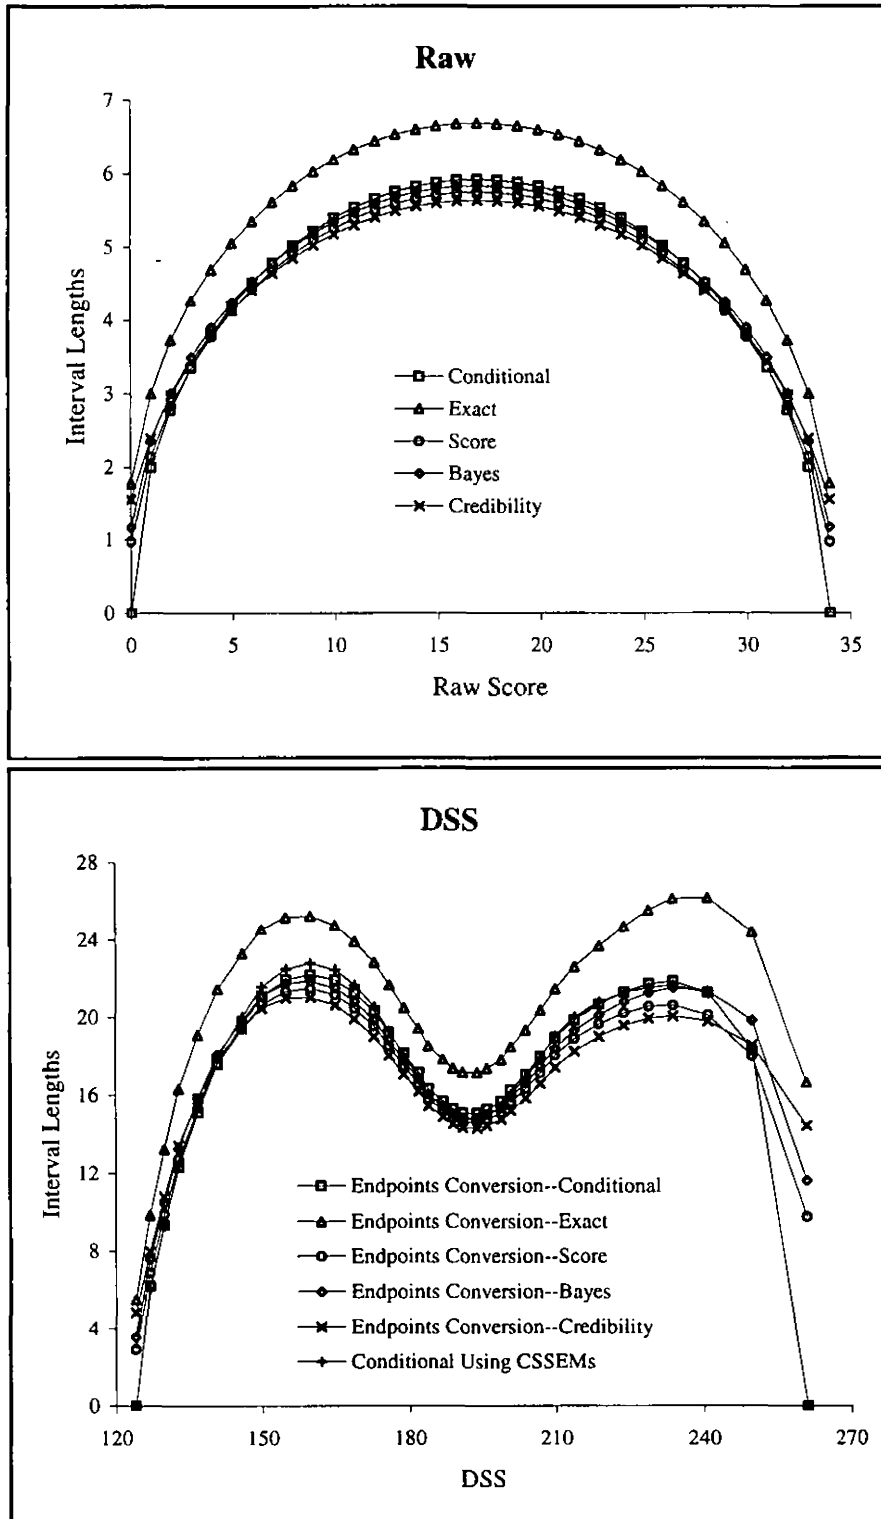 Raw
7
6
5
4
3
2
1
0
Interval Lengths
Conditional
Exact
Score
Bayes
Credibility
0 5 10 15 20 25 30 35
Raw Score
DSS
28
24
20
16
12
8
4
0
Interval Lengths
Endpoints Conversion--Conditional
Endpoints Conversion--Exact
Endpoints Conversion--Score
Endpoints Conversion--Bayes
Endpoints Conversion--Credibility
Conditional Using CSSEMs
120 150 180 210 240 270
DSS